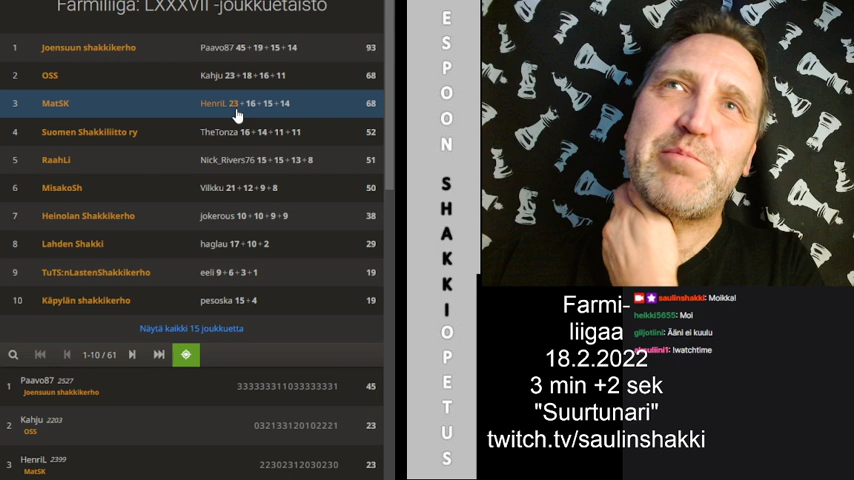 Farmiliiga: LXXXVII -joukkuetaisto
1 Joensuun shakkikerho Paavo87 45+19+15+14 93
2 OSS Kahju 23+18+16+11 68
3 MatSK HenriL 23+16+15+14 68
4 Suomen Shakkiliitto ry TheTonza 16+14+11+11 52
5 RaahLi Nick_Rivers76 15+15+13+8 51
6 MisakoSh Vilkku 21+12+9+8 50
7 Heinolan Shakkikerho jokerous 10+10+9+9 38
8 Lahden Shakki haglau 17+10+2 29
9 TuTS:nLastenShakkikerho eeli 9+6+3+1 19
10 Käpylän shakkikerho pesoska 15+4 19
Näytä kaikki 15 joukkuetta
1-10 / 61
1 Paavo87 2527 333333311033333331 45
Joensuun shakkikerho
2 Kahju 2203 032133120102221 23
OSS
3 HenriL 2399 22302312030230 23
MatSK
ESPOON SHAKKIOPETUS
Farmi-
liigaa
18.2.2022
3 min +2 sek
"Suurtunari"
twitch.tv/saulinshakki
saulinshakki: Moikka!
heikki5655: Moi
glijotiini: Ääni ei kuulu
: !watchtime